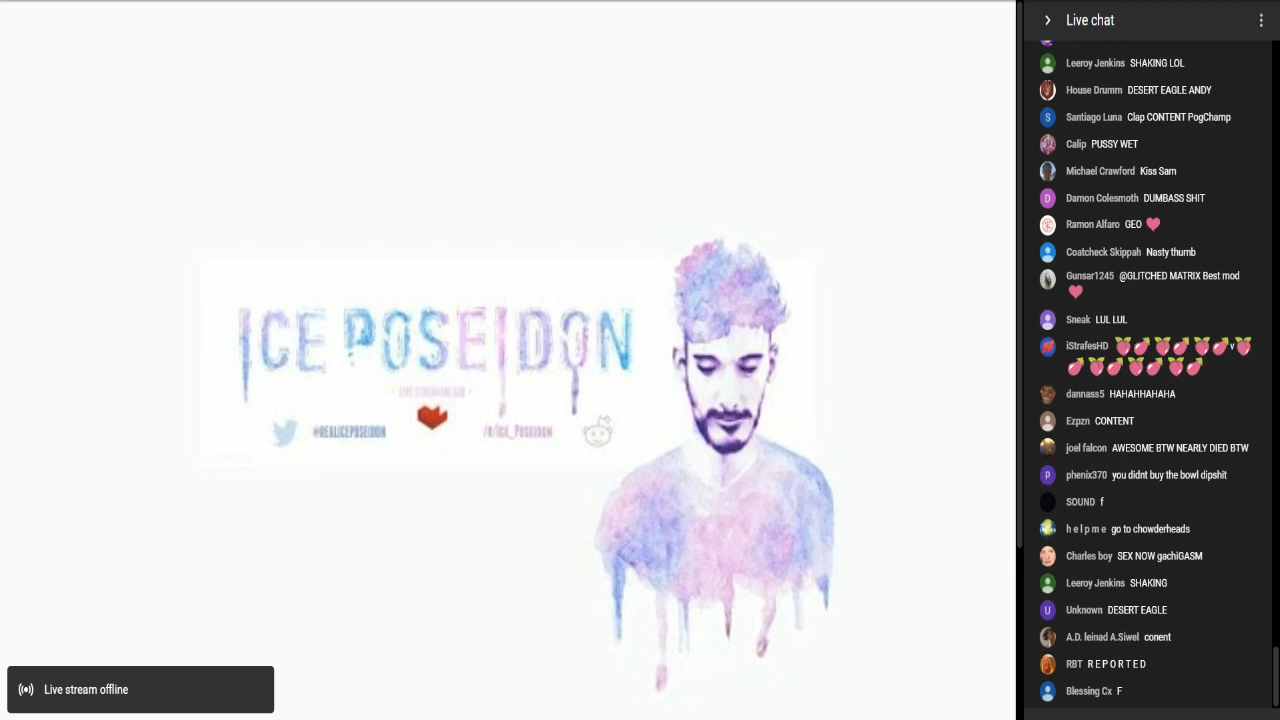 ICE POSEIDON
- LIVE STREAMING GOD -
@REALICEPOSEIDON
/R/ICE_POSEIDON
Live stream offline
Live chat
Leeroy Jenkins SHAKING LOL
House Drumm DESERT EAGLE ANDY
S Santiago Luna Clap CONTENT PogChamp
Calip PUSSY WET
Michael Crawford Kiss Sam
D Damon Colesmoth DUMBASS SHIT
Ramon Alfaro GEO ❤
Coatcheck Skippah Nasty thumb
Gunsar1245 @GLITCHED MATRIX Best mod
❤
Sneak LUL LUL
iStrafesHD 🍑🍆🍑🍆🍑🍆v🍑
🍆🍑🍆🍑🍆🍑🍆
dannass5 HAHAHHAHAHA
Ezpzn CONTENT
joel falcon AWESOME BTW NEARLY DIED BTW
P phenix370 you didnt buy the bowl dipshit
SOUND f
h e l p m e go to chowderheads
Charles boy SEX NOW gachiGASM
Leeroy Jenkins SHAKING
U Unknown DESERT EAGLE
A.D. leinad A.Siwel conent
RBT R E P O R T E D
Blessing Cx F